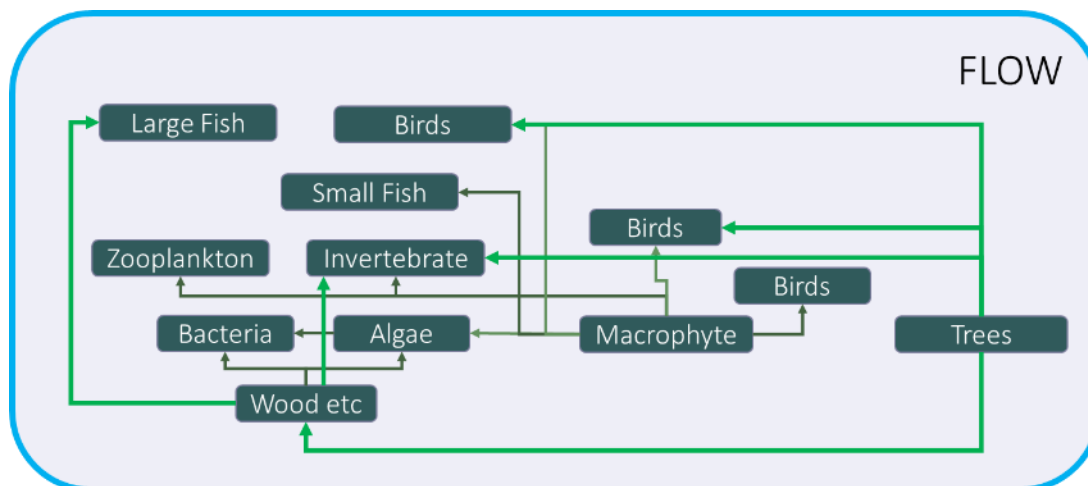 FLOW
Large Fish
Birds
Small Fish
Birds
Zooplankton
Invertebrate
Birds
Bacteria
Algae
Macrophyte
Trees
Wood etc